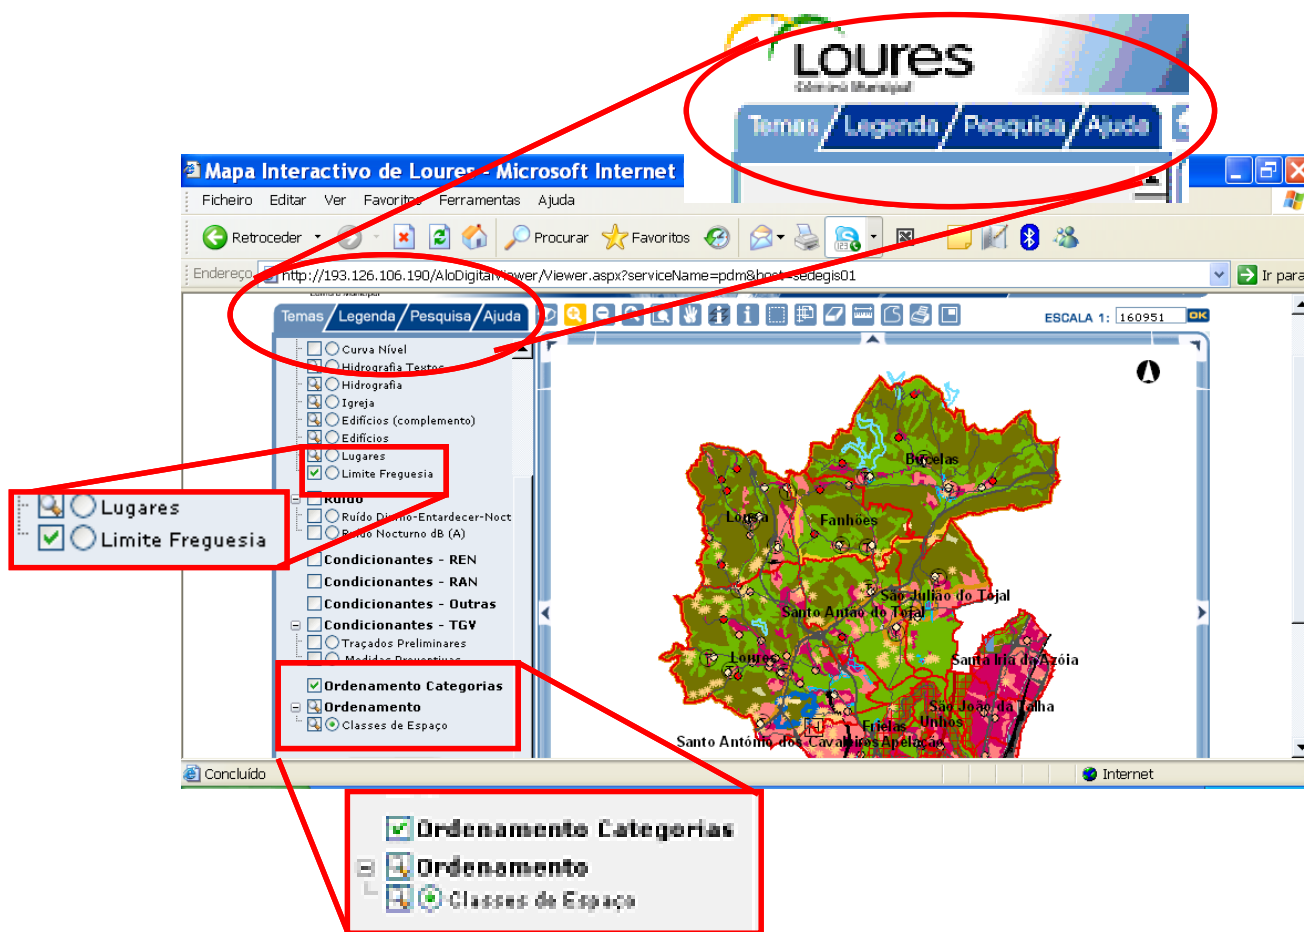 Loures
Câmara Municipal
Temas Legenda Pesquisa Ajuda
Mapa Interactivo de Loures - Microsoft Internet
Ficheiro Editar Ver Favoritos Ferramentas Ajuda
Retroceder Procurar Favoritos
Endereço http://193.126.106.190/AloDigitalViewer/Viewer.aspx?serviceName=pdm&host=sedegis01 Ir para
Temas Legenda Pesquisa Ajuda
ESCALA 1: 160951 OK
Curva Nível
Hidrografia Textos
Hidrografia
Igreja
Edifícios (complemento)
Edifícios
Lugares
Limite Freguesia
Ruído
Ruído Diurno-Entardecer-Noct
Ruído Nocturno dB (A)
Condicionantes - REN
Condicionantes - RAN
Condicionantes - Outras
Condicionantes - TGV
Traçados Preliminares
Medidas Preventivas
Ordenamento Categorias
Ordenamento
Classes de Espaço
Bucelas
Lousa
Fanhões
São Julião do Tojal
Santo Antão do Tojal
Loures
Santa Iria da Azóia
São João da Talha
Unhos
Frielas
Santo António dos Cavaleiros
Apelação
Lugares
Limite Freguesia
Concluído
Internet
Ordenamento Categorias
Ordenamento
Classes de Espaço